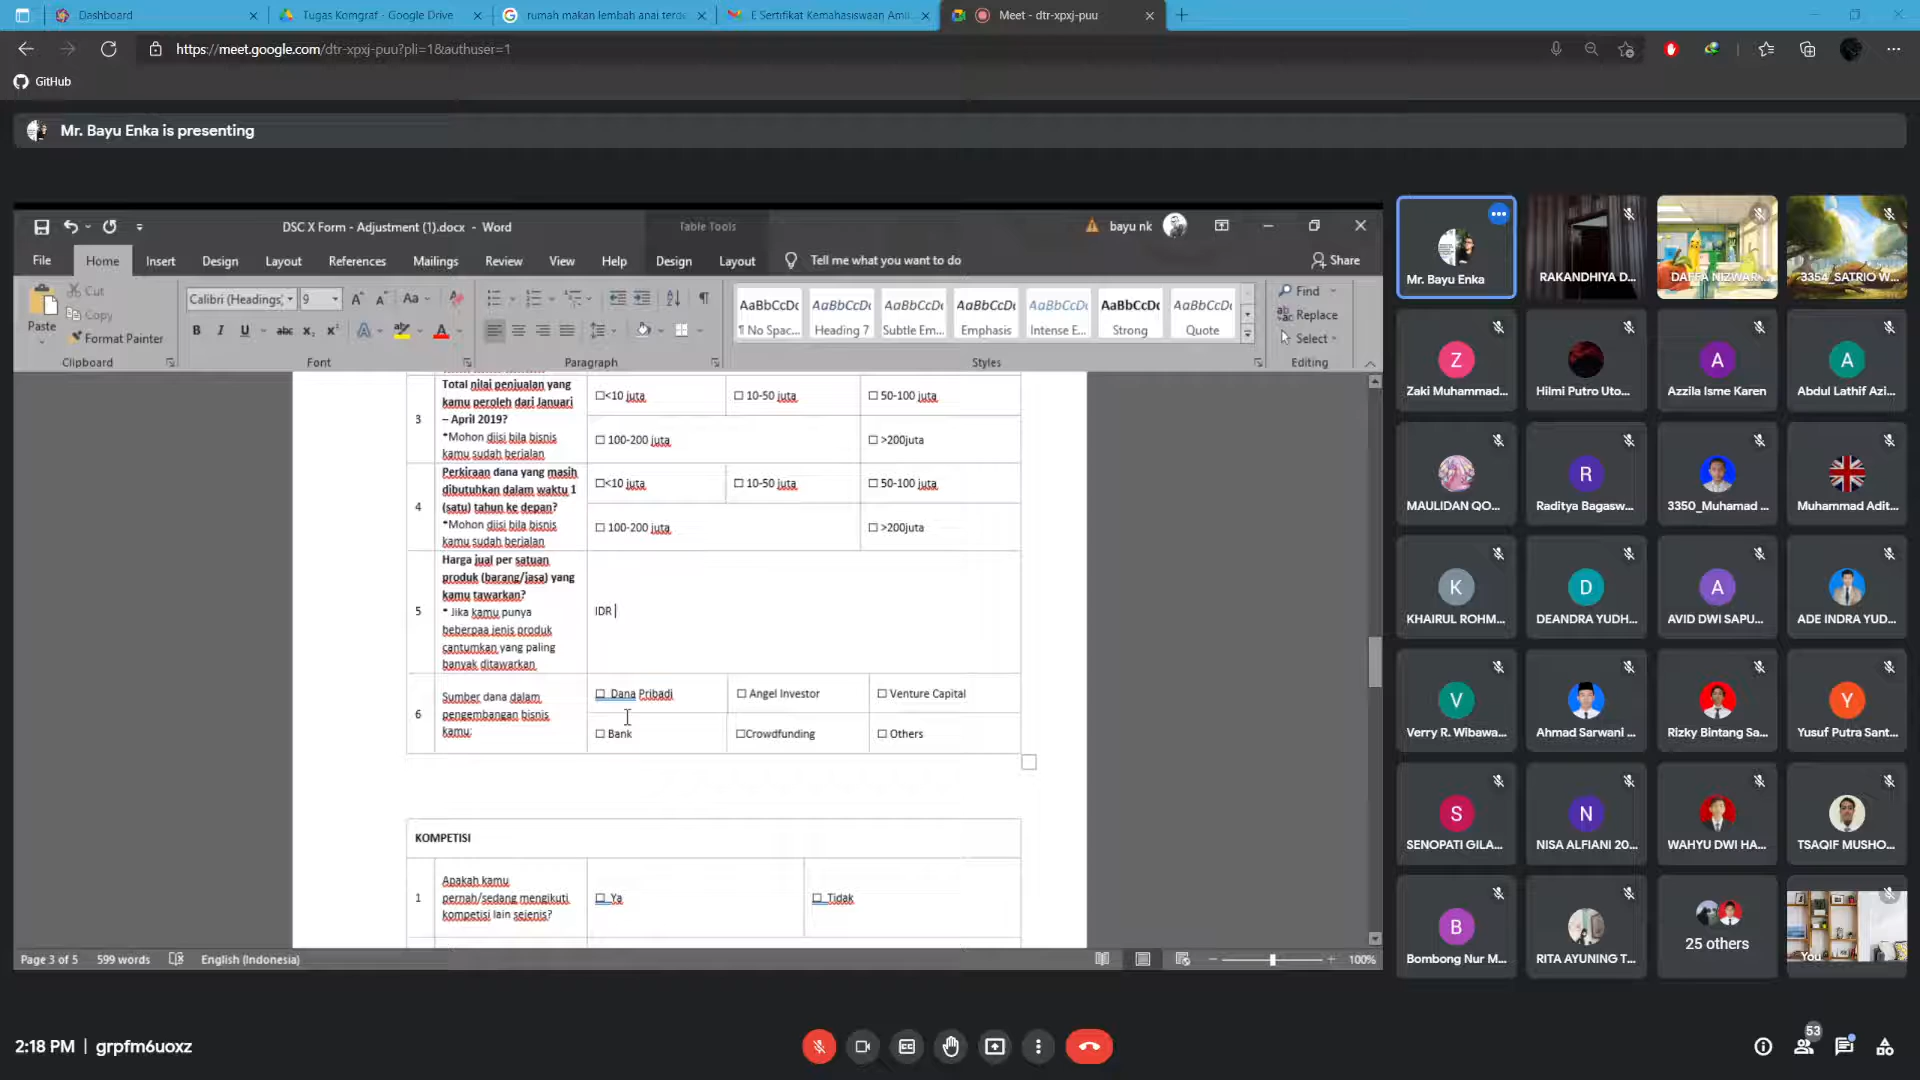 Dashboard
Tugas Komgraf - Google Drive
rumah makan lembah anai terde
E Sertifikat Kemahasiswaan Amil
Meet - dtr-xpxj-puu
https://meet.google.com/dtr-xpxj-puu?pli=1&authuser=1
GitHub
Mr. Bayu Enka is presenting
DSC X Form - Adjustment (1).docx - Word
Table Tools
bayu nk
File
Home
Insert
Design
Layout
References
Mailings
Review
View
Help
Design
Layout
Tell me what you want to do
Share
Paste
Cut
Copy
Format Painter
Clipboard
Calibri (Headings)
9
Font
Paragraph
AaBbCcDc
¶ No Spac...
AaBbCcDc
Heading 7
AaBbCcDc
Subtle Em...
AaBbCcDc
Emphasis
AaBbCcDc
Intense E...
AaBbCcDc
Strong
AaBbCcDc
Quote
Styles
Find
Replace
Select
Editing
3
Total nilai penjualan yang
kamu peroleh dari Januari
– April 2019?
*Mohon diisi bila bisnis
kamu sudah berjalan
☐<10 juta
☐ 10-50 juta
☐ 50-100 juta
☐ 100-200 juta
☐ >200juta
4
Perkiraan dana yang masih
dibutuhkan dalam waktu 1
(satu) tahun ke depan?
*Mohon diisi bila bisnis
kamu sudah berjalan
☐<10 juta
☐ 10-50 juta
☐ 50-100 juta
☐ 100-200 juta
☐ >200juta
5
Harga jual per satuan
produk (barang/jasa) yang
kamu tawarkan?
* Jika kamu punya
beberpaa jenis produk
cantumkan yang paling
banyak ditawarkan
IDR
6
Sumber dana dalam
pengembangan bisnis
kamu:
☐ Dana Pribadi
☐ Angel Investor
☐ Venture Capital
☐ Bank
☐Crowdfunding
☐ Others
KOMPETISI
1
Apakah kamu
pernah/sedang mengikuti
kompetisi lain sejenis?
☐ Ya
☐ Tidak
Page 3 of 5
599 words
English (Indonesia)
100%
Mr. Bayu Enka
RAKANDHIYA D...
DAFFA NIZWAR...
3354_SATRIO W...
Z
Zaki Muhammad...
Hilmi Putro Uto...
A
Azzila Isme Karen
A
Abdul Lathif Azi...
MAULIDAN QO...
R
Raditya Bagasw...
3350_Muhamad ...
Muhammad Adit...
K
KHAIRUL ROHM...
D
DEANDRA YUDH...
A
AVID DWI SAPU...
ADE INDRA YUD...
V
Verry R. Wibawa...
Ahmad Sarwani ...
Rizky Bintang Sa...
Y
Yusuf Putra Sant...
S
SENOPATI GILA...
N
NISA ALFIANI 20...
WAHYU DWI HA...
TSAQIF MUSHO...
B
Bombong Nur M...
RITA AYUNING T...
25 others
You
2:18 PM | grpfm6uoxz
53